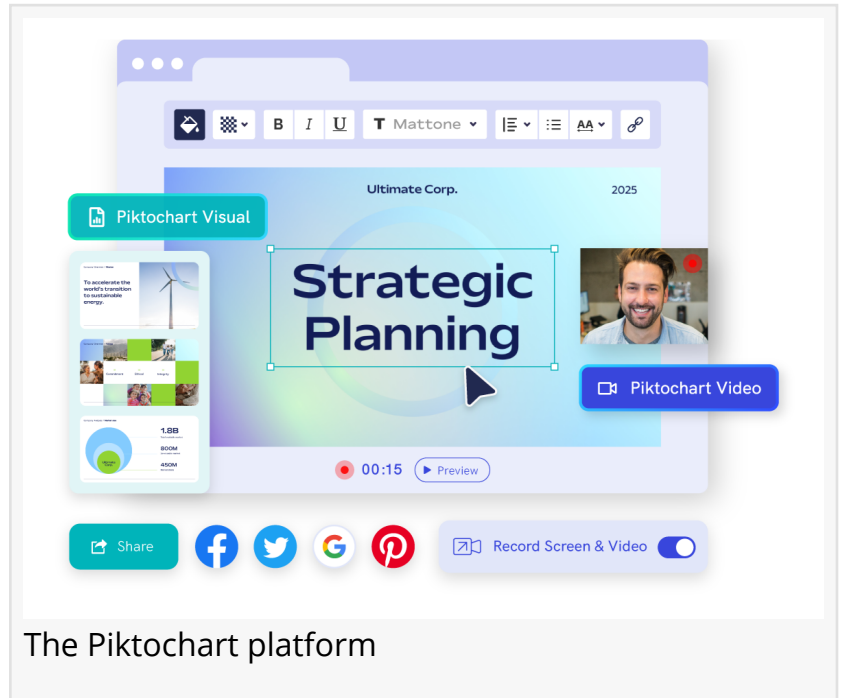 B I U T Mattone AA
Ultimate Corp. 2025
Piktochart Visual
Strategic
Planning
To accelerate the
world's transition
to sustainable
energy.
1.8B
800M
450M
Piktochart Video
00:15 Preview
Share
Record Screen & Video
The Piktochart platform